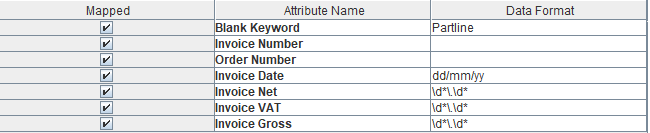 Mapped Attribute Name Data Format
Blank Keyword Partline
Invoice Number
Order Number
Invoice Date dd/mm/yy
Invoice Net \d*\.\d*
Invoice VAT \d*\.\d*
Invoice Gross \d*\.\d*